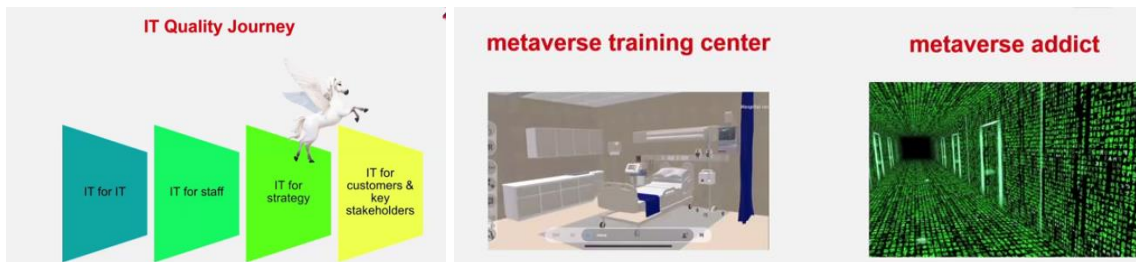 IT Quality Journey
IT for IT
IT for staff
IT for
strategy
IT for
customers &
key
stakeholders
metaverse training center
metaverse addict